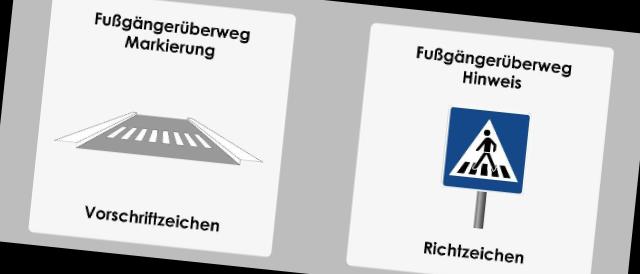 Fußgängerüberweg
Markierung
Vorschriftzeichen
Fußgängerüberweg
Hinweis
Richtzeichen